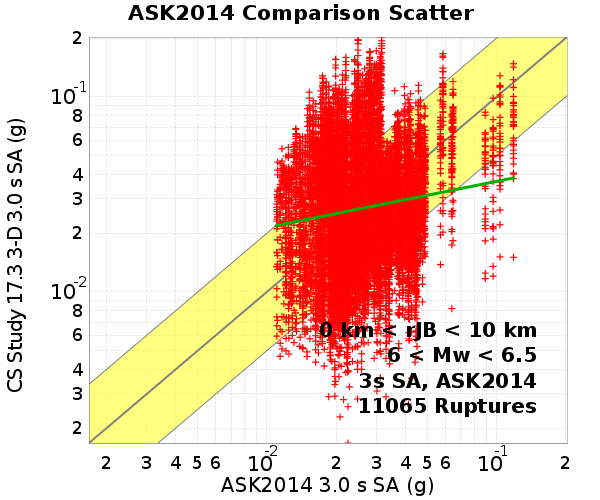 ASK2014 Comparison Scatter
CS Study 17.3 3-D 3.0 s SA (g)
2
10-1
8
6
4
3
2
10-2
8
6
4
3
2
0 km < rJB < 10 km
6 < Mw < 6.5
3s SA, ASK2014
11065 Ruptures
2 3 4 5 6 10-2 2 3 4 5 6 10-1 2
ASK2014 3.0 s SA (g)